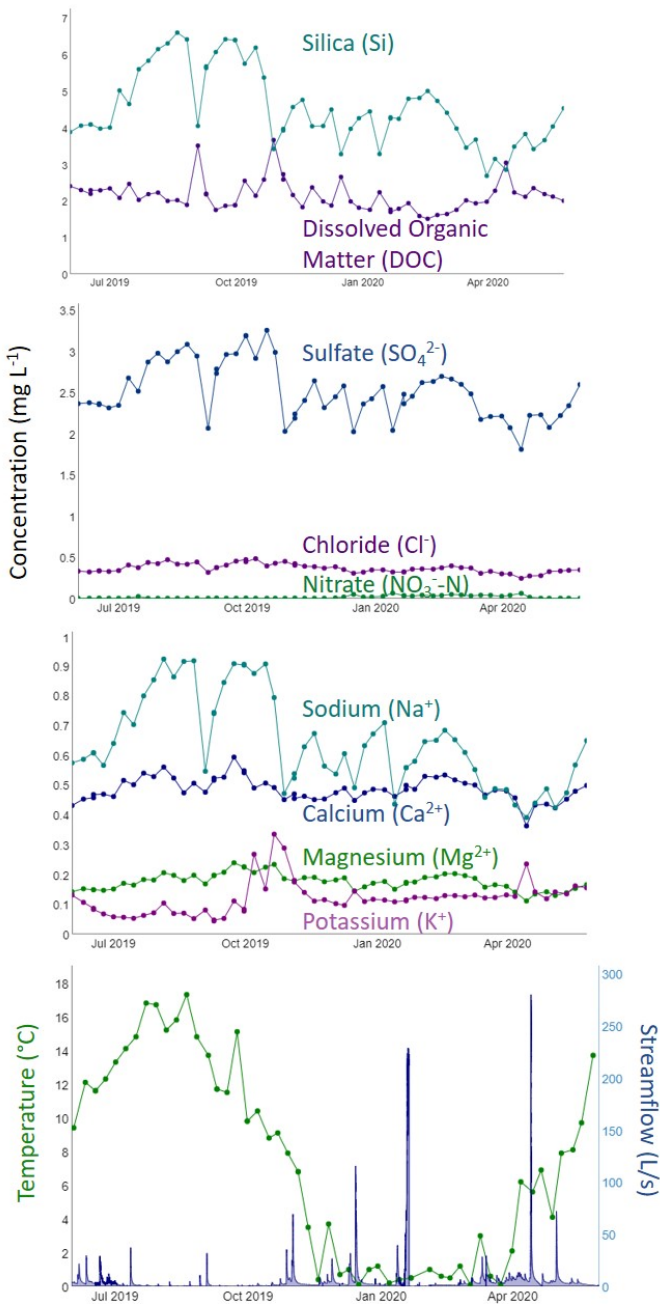 Concentration (mg L-1)
7
6
5
4
3
2
1
0
Silica (Si)
Dissolved Organic
Matter (DOC)
Jul 2019 Oct 2019 Jan 2020 Apr 2020
3.5
3
2.5
2
1.5
1
0.5
0
Sulfate (SO₄²⁻)
Chloride (Cl⁻)
Nitrate (NO₃⁻-N)
Jul 2019 Oct 2019 Jan 2020 Apr 2020
1
0.9
0.8
0.7
0.6
0.5
0.4
0.3
0.2
0.1
0
Sodium (Na⁺)
Calcium (Ca²⁺)
Magnesium (Mg²⁺)
Potassium (K⁺)
Jul 2019 Oct 2019 Jan 2020 Apr 2020
Temperature (°C)
18
16
14
12
10
8
6
4
2
0
300
250
200
150
100
50
0
Streamflow (L/s)
Jul 2019 Oct 2019 Jan 2020 Apr 2020